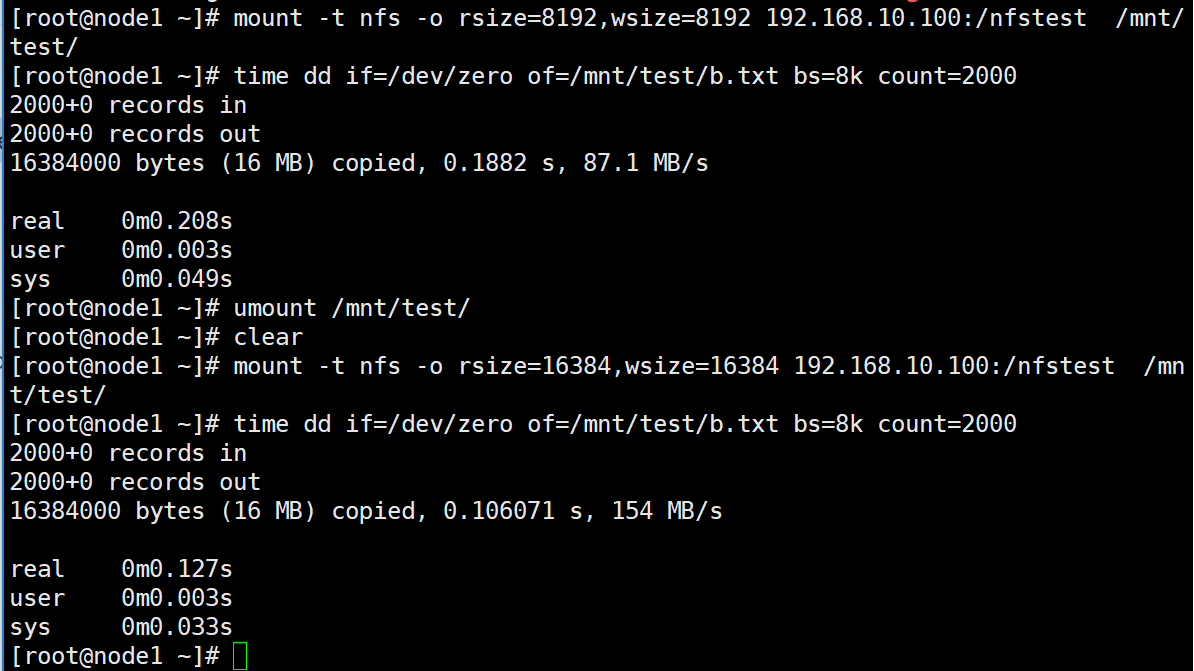 [root@node1 ~]# mount -t nfs -o rsize=8192,wsize=8192 192.168.10.100:/nfstest  /mnt/
test/
[root@node1 ~]# time dd if=/dev/zero of=/mnt/test/b.txt bs=8k count=2000
2000+0 records in
2000+0 records out
16384000 bytes (16 MB) copied, 0.1882 s, 87.1 MB/s

real    0m0.208s
user    0m0.003s
sys     0m0.049s
[root@node1 ~]# umount /mnt/test/
[root@node1 ~]# clear
[root@node1 ~]# mount -t nfs -o rsize=16384,wsize=16384 192.168.10.100:/nfstest  /mn
t/test/
[root@node1 ~]# time dd if=/dev/zero of=/mnt/test/b.txt bs=8k count=2000
2000+0 records in
2000+0 records out
16384000 bytes (16 MB) copied, 0.106071 s, 154 MB/s

real    0m0.127s
user    0m0.003s
sys     0m0.033s
[root@node1 ~]#